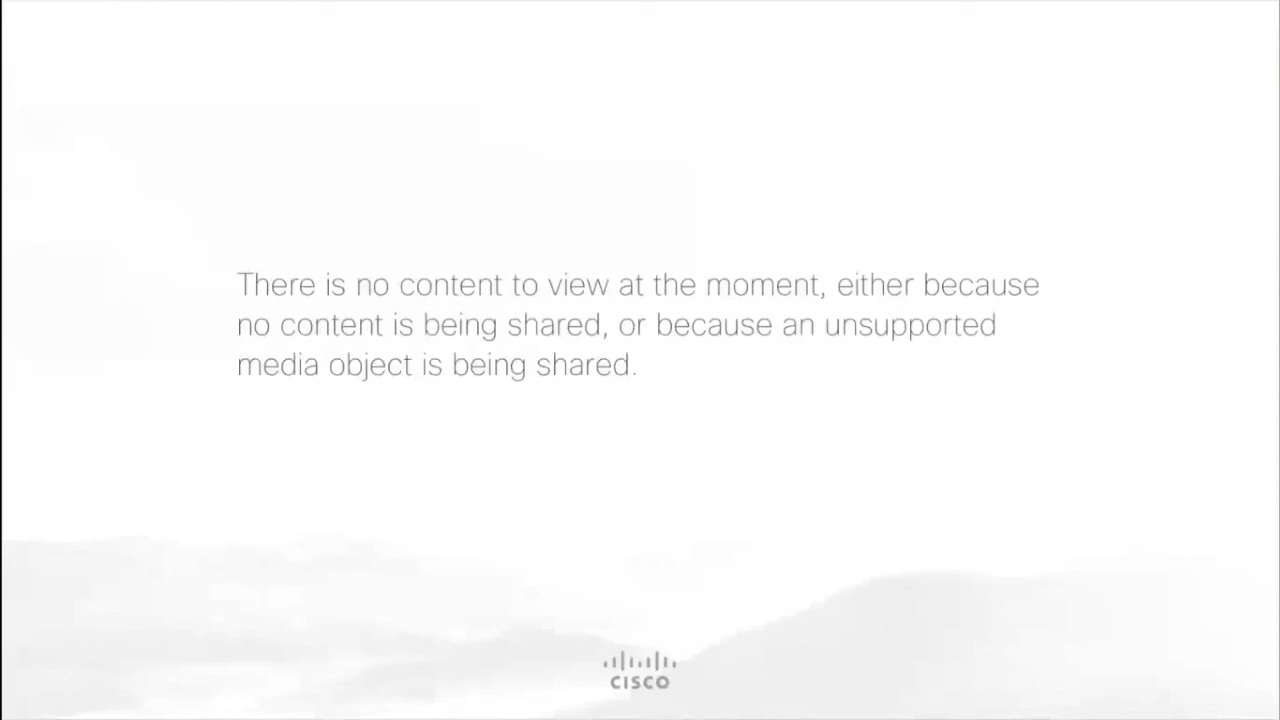 There is no content to view at the moment, either because
no content is being shared, or because an unsupported
media object is being shared.
CISCO